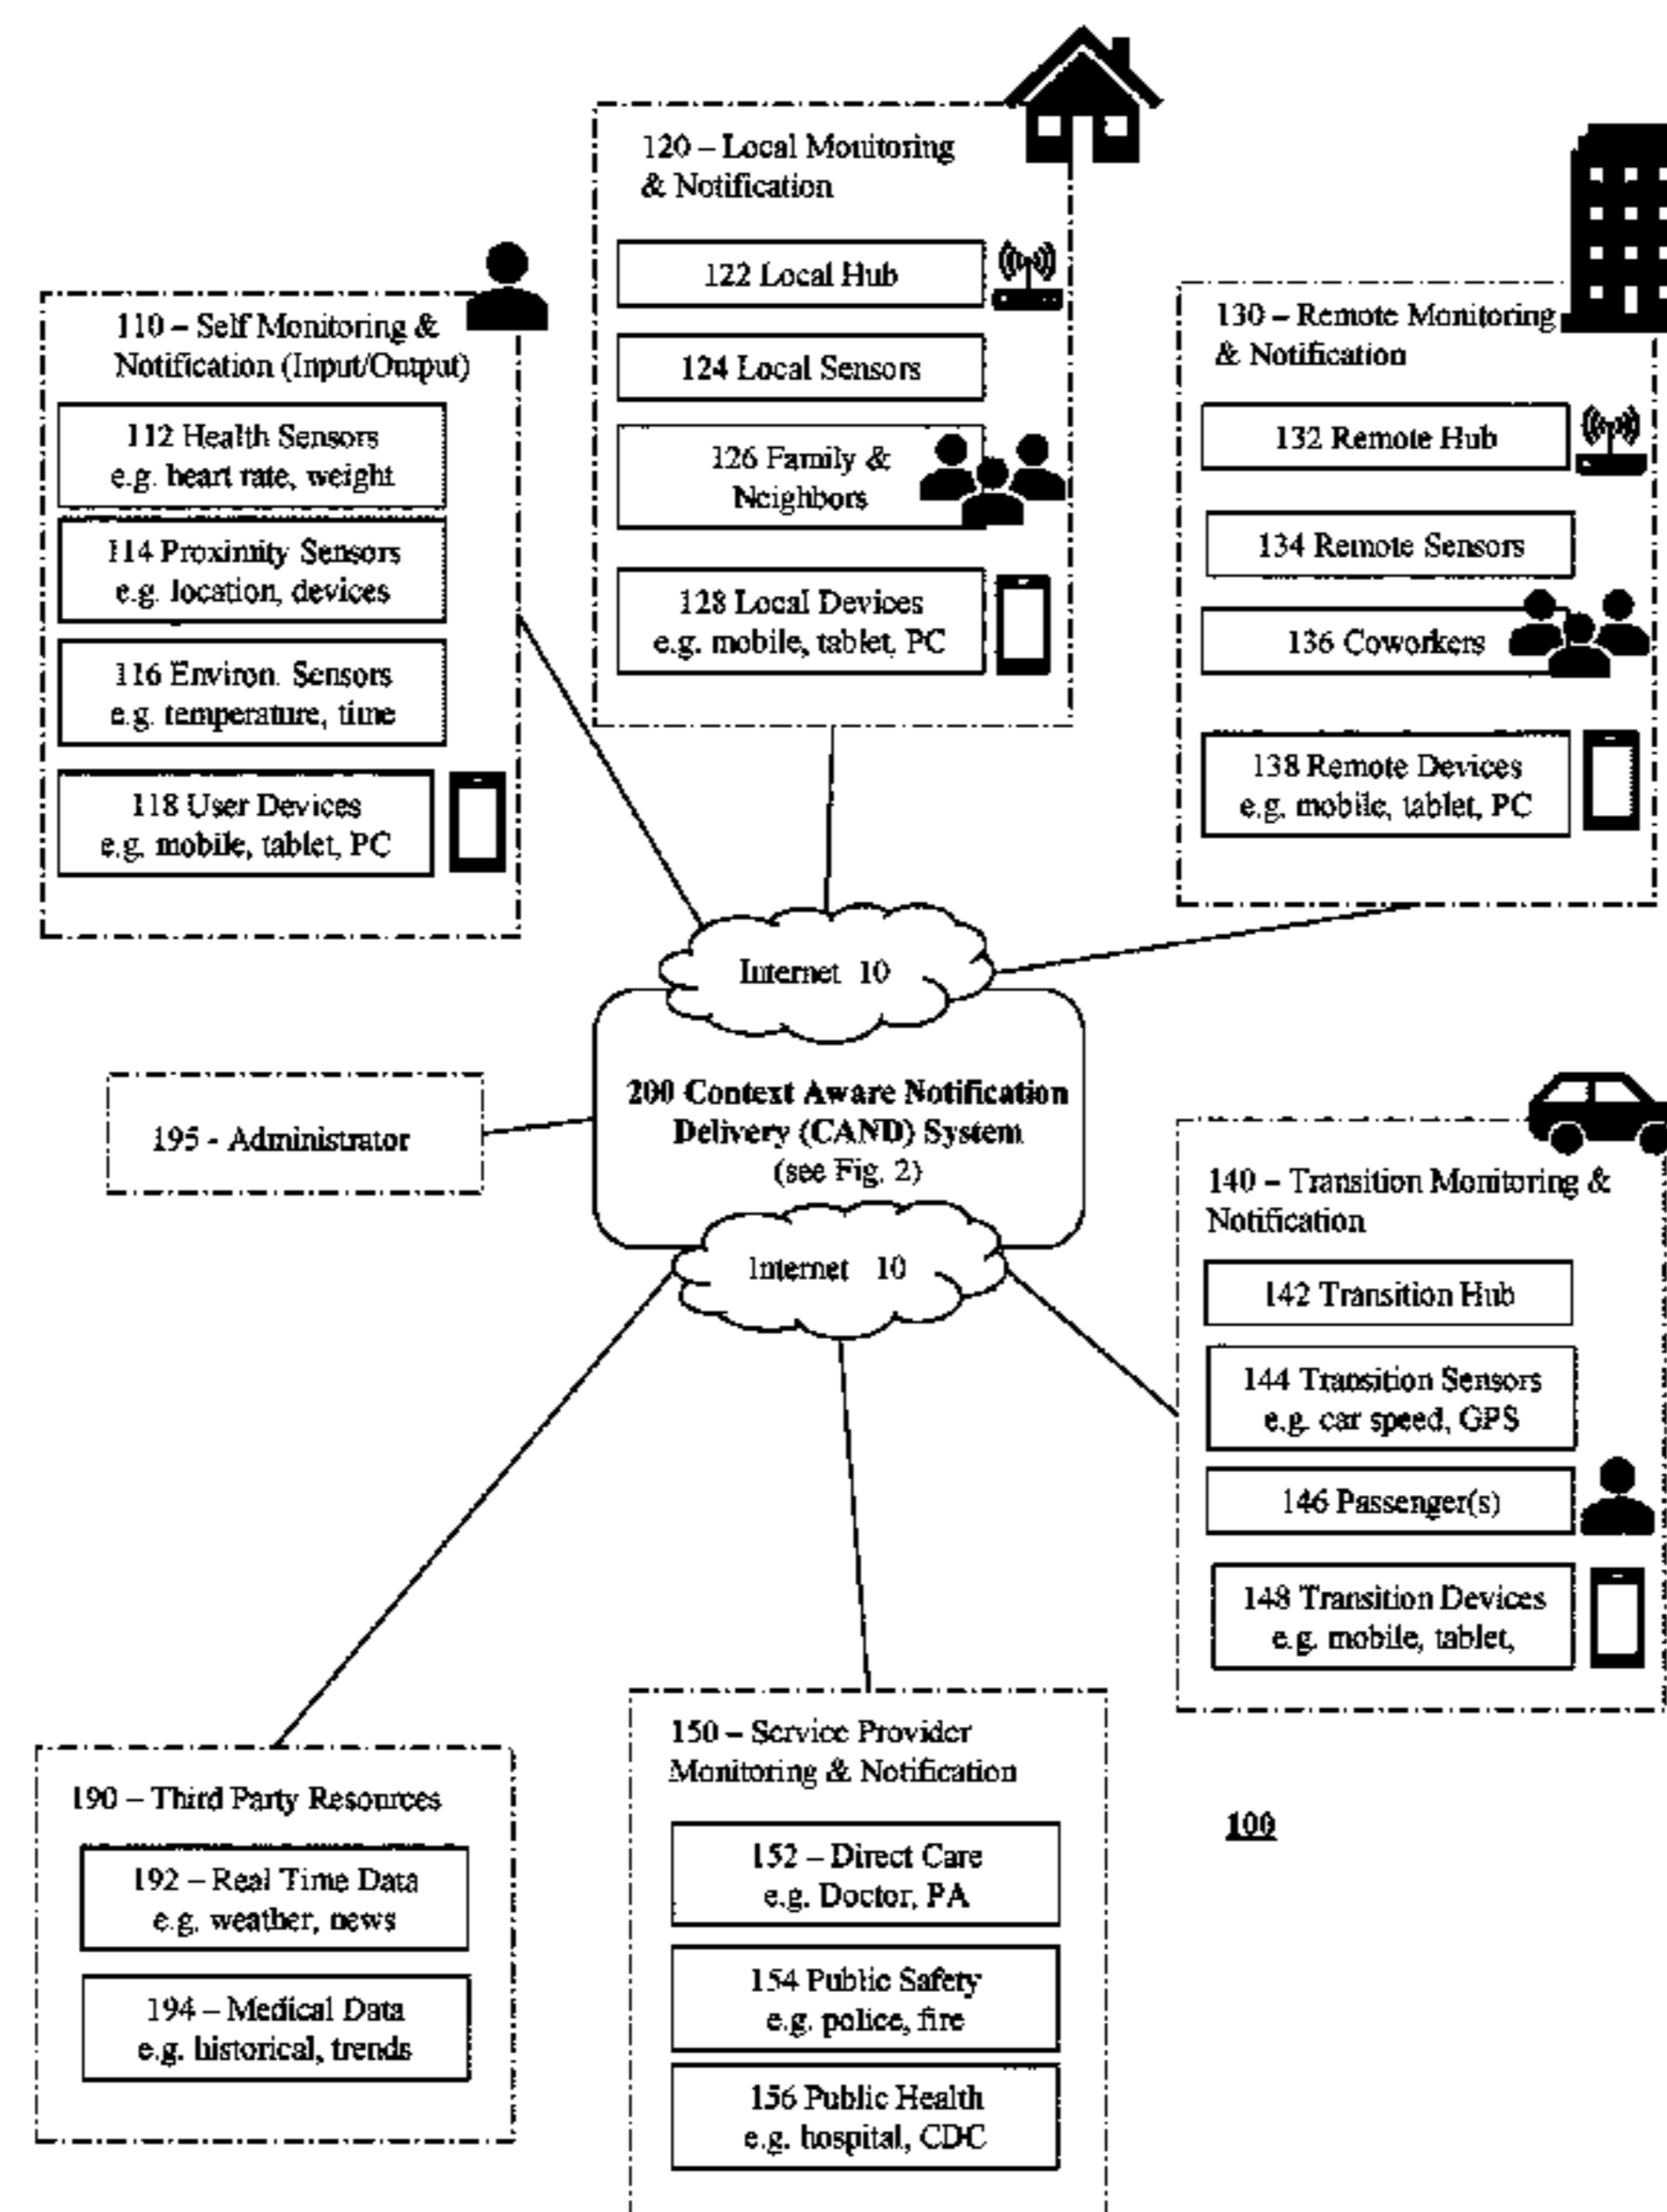 120 – Local Monitoring
& Notification
122 Local Hub
124 Local Sensors
126 Family &
Neighbors
128 Local Devices
e.g. mobile, tablet, PC
110 – Self Monitoring &
Notification (Input/Output)
112 Health Sensors
e.g. heart rate, weight
114 Proximity Sensors
e.g. location, devices
116 Environ. Sensors
e.g. temperature, time
118 User Devices
e.g. mobile, tablet, PC
130 – Remote Monitoring
& Notification
132 Remote Hub
134 Remote Sensors
136 Coworkers
138 Remote Devices
e.g. mobile, tablet, PC
Internet 10
200 Context Aware Notification
Delivery (CAND) System
(see Fig. 2)
Internet 10
195 - Administrator
140 – Transition Monitoring &
Notification
142 Transition Hub
144 Transition Sensors
e.g. car speed, GPS
146 Passenger(s)
148 Transition Devices
e.g. mobile, tablet,
190 – Third Party Resources
192 – Real Time Data
e.g. weather, news
194 – Medical Data
e.g. historical, trends
150 – Service Provider
Monitoring & Notification
152 – Direct Care
e.g. Doctor, PA
154 Public Safety
e.g. police, fire
156 Public Health
e.g. hospital, CDC
100